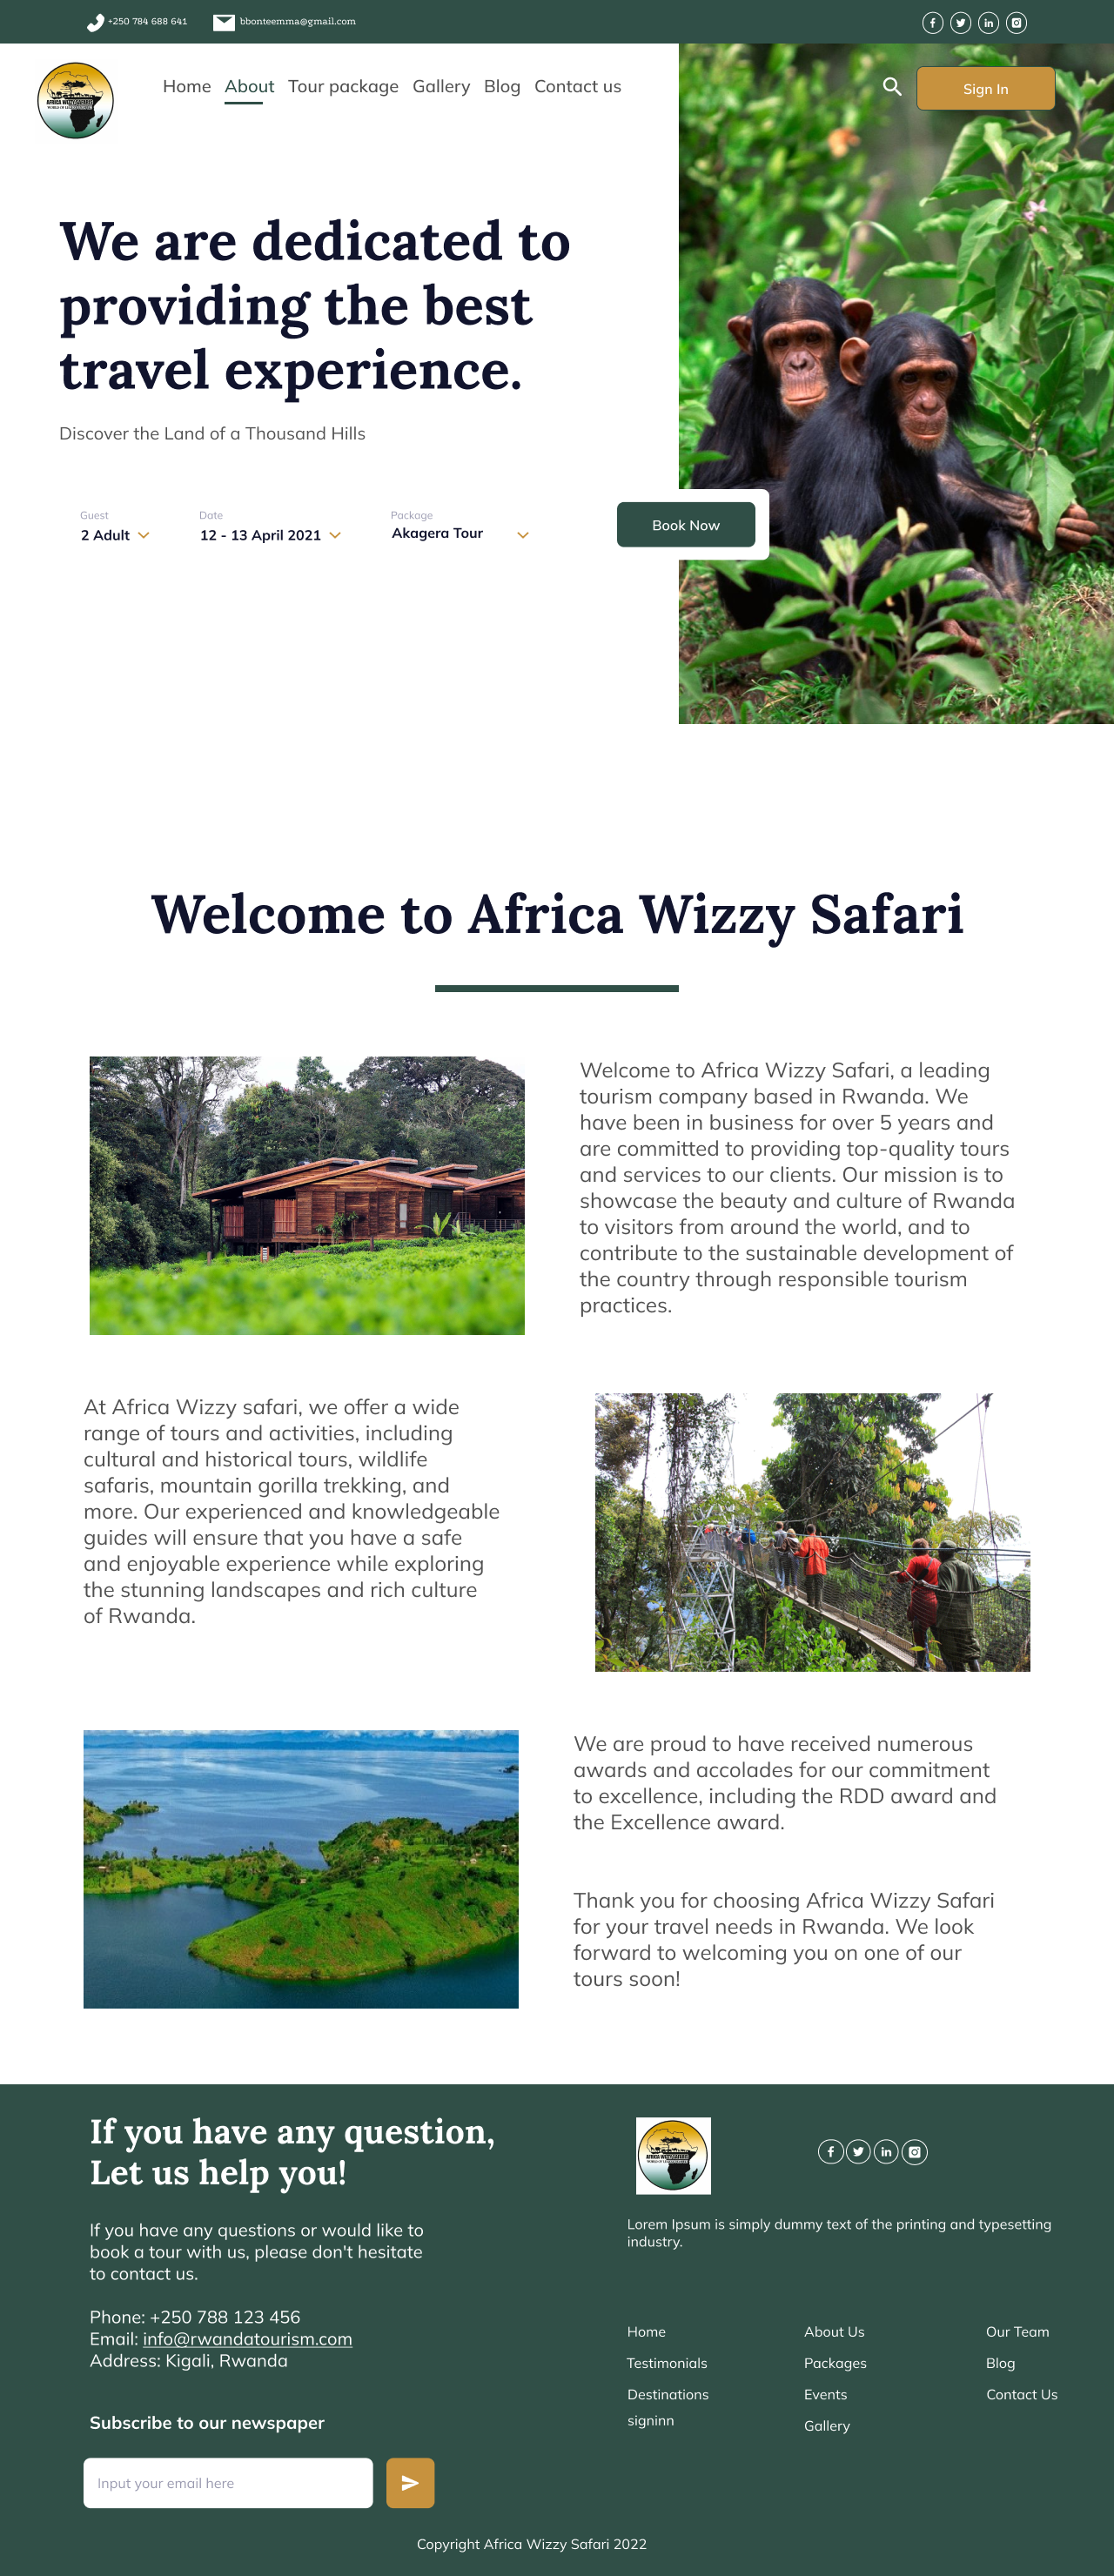 +250 784 688 641
bbonteemma@gmail.com
Home About Tour package Gallery Blog Contact us
Sign In
AFRICA WIZZY SAFARIS
We are dedicated to
providing the best
travel experience.
Discover the Land of a Thousand Hills
Guest Date Package
2 Adult 12 - 13 April 2021 Akagera Tour
Book Now
Welcome to Africa Wizzy Safari
Welcome to Africa Wizzy Safari, a leading
tourism company based in Rwanda. We
have been in business for over 5 years and
are committed to providing top-quality tours
and services to our clients. Our mission is to
showcase the beauty and culture of Rwanda
to visitors from around the world, and to
contribute to the sustainable development of
the country through responsible tourism
practices.
At Africa Wizzy safari, we offer a wide
range of tours and activities, including
cultural and historical tours, wildlife
safaris, mountain gorilla trekking, and
more. Our experienced and knowledgeable
guides will ensure that you have a safe
and enjoyable experience while exploring
the stunning landscapes and rich culture
of Rwanda.
We are proud to have received numerous
awards and accolades for our commitment
to excellence, including the RDD award and
the Excellence award.
Thank you for choosing Africa Wizzy Safari
for your travel needs in Rwanda. We look
forward to welcoming you on one of our
tours soon!
If you have any question,
Let us help you!
If you have any questions or would like to
book a tour with us, please don't hesitate
to contact us.
Phone: +250 788 123 456
Email: info@rwandatourism.com
Address: Kigali, Rwanda
Subscribe to our newspaper
Input your email here
AFRICA WIZZY SAFARIS
Lorem Ipsum is simply dummy text of the printing and typesetting
industry.
Home About Us Our Team
Testimonials Packages Blog
Destinations Events Contact Us
signinn
Gallery
Copyright Africa Wizzy Safari 2022